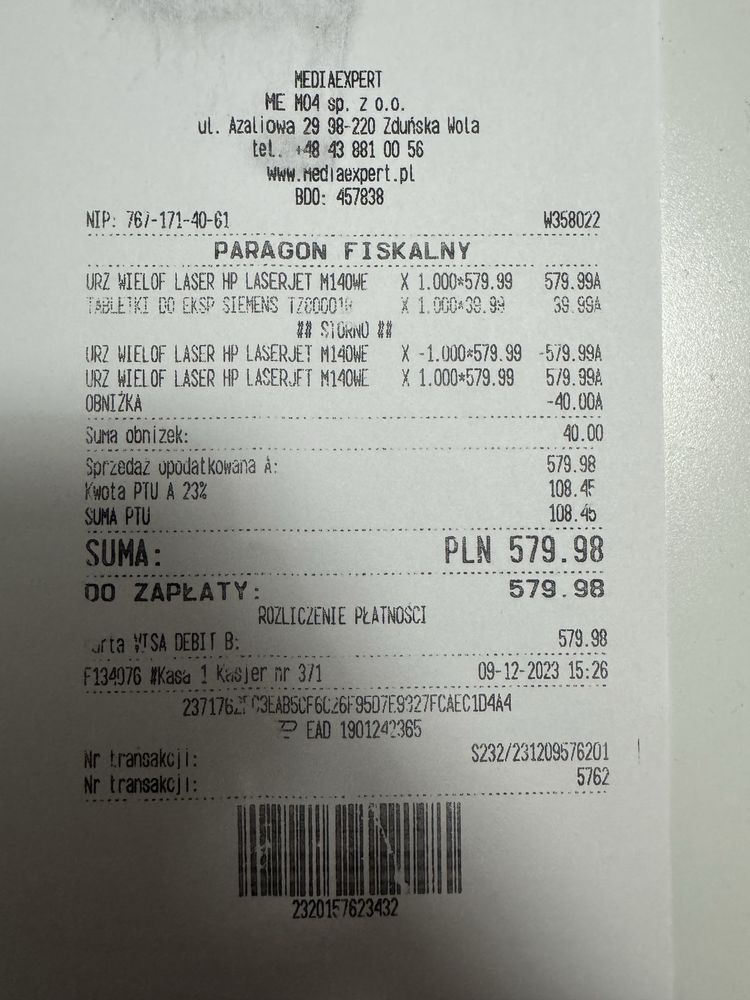 MEDIAEXPERT
ME M04 sp. z o.o.
ul. Azaliowa 29 98-220 Zduńska Wola
tel. +48 43 881 00 56
www.mediaexpert.pl
BDO: 457838
NIP: 767-171-40-61 W358022
PARAGON FISKALNY
URZ WIELOF LASER HP LASERJET M140WE X 1.000*579.99 579.99A
TABLETKI DO EKSP SIEMENS X 1.000*39.99 39.99A
## STORNO ##
URZ WIELOF LASER HP LASERJET M140WE X -1.000*579.99 -579.99A
URZ WIELOF LASER HP LASERJET M140WE X 1.000*579.99 579.99A
OBNIŻKA -40.00A
Suma obniżek: 40.00
Sprzedaż opodatkowana A: 579.98
Kwota PTU A 23% 108.45
SUMA PTU 108.45
SUMA: PLN 579.98
DO ZAPŁATY: 579.98
ROZLICZENIE PŁATNOŚCI
Karta VISA DEBIT B: 579.98
F134976 #Kasa 1 Kasjer nr 371 09-12-2023 15:26
EAD 1901242365
Nr transakcji: S232/231209576201
Nr transakcji: 5762
2320157623432